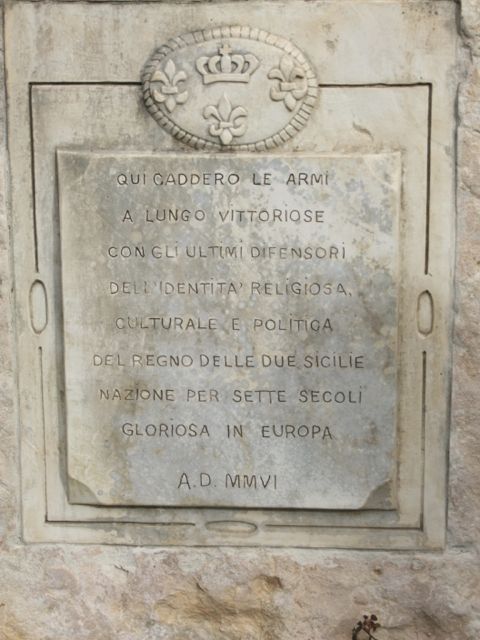 QUI CADDERO LE ARMI
A LUNGO VITTORIOSE
CON GLI ULTIMI DIFENSORI
DELL'IDENTITA' RELIGIOSA,
CULTURALE E POLITICA
DEL REGNO DELLE DUE SICILIE
NAZIONE PER SETTE SECOLI
GLORIOSA IN EUROPA
A.D. MMVI